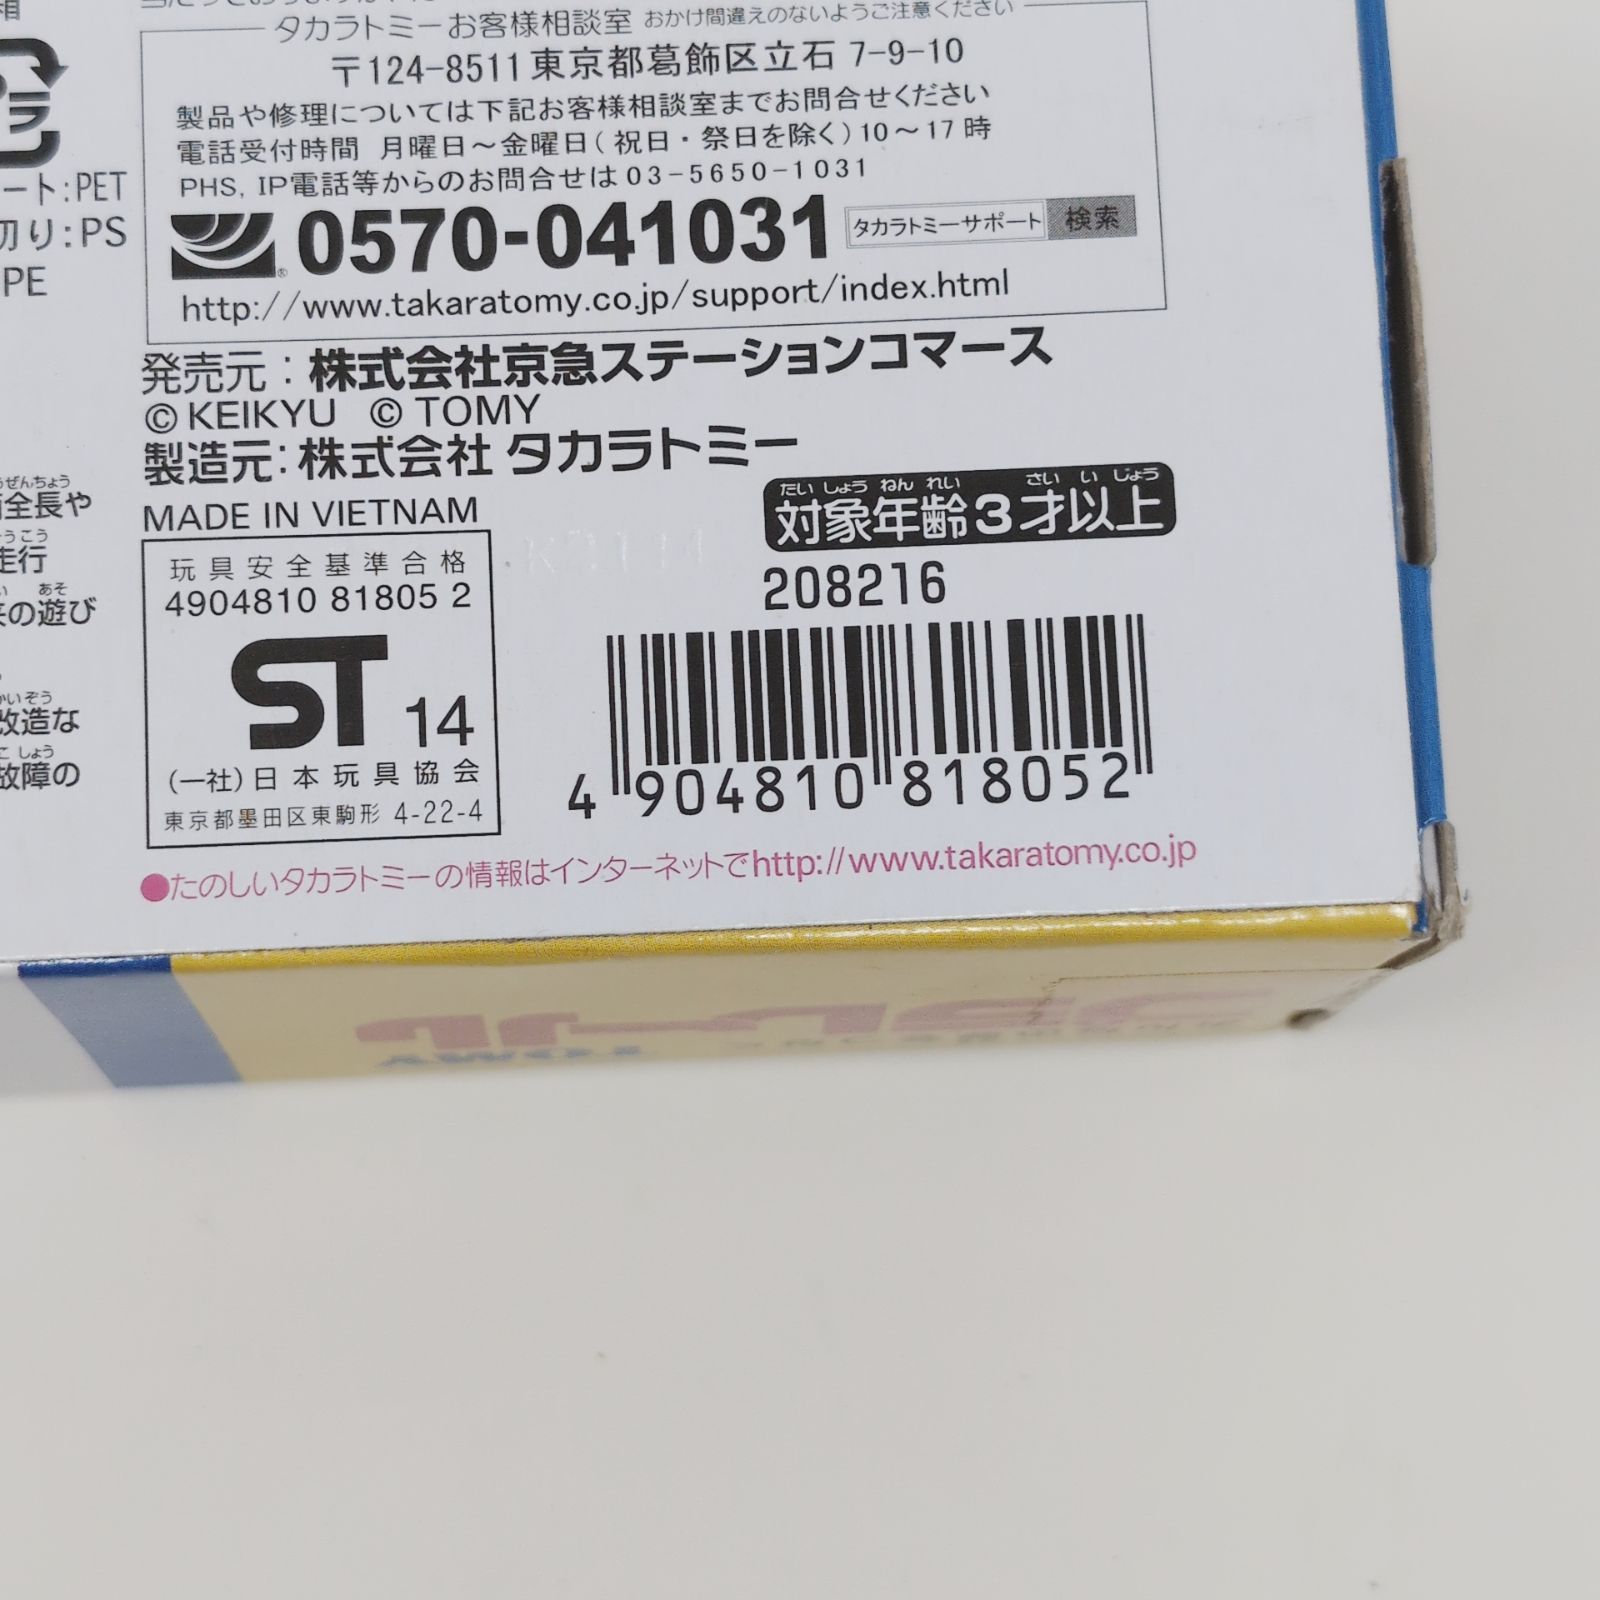 相
タカラトミーお客様相談室 おかけ間違えのないようご注意ください
〒124-8511 東京都葛飾区立石 7-9-10
製品や修理については下記お客様相談室までお問合せください
電話受付時間 月曜日～金曜日(祝日・祭日を除く)10～17時
PHS, IP電話等からのお問合せは03-5650-1031
0570-041031 タカラトミーサポート 検索
http://www.takaratomy.co.jp/support/index.html
ート:PET
切り:PS
PE
発売元:株式会社京急ステーションコマース
©KEIKYU ©TOMY
製造元:株式会社 タカラトミー
MADE IN VIETNAM
全長や
走行
の遊び
改造な
故障の
玩具安全基準合格
4904810 81805 2
ST 14
(一社)日本玩具協会
東京都墨田区東駒形 4-22-4
たいしょうねんれい さいいじょう
対象年齢3才以上
208216
4 904810 818052
●たのしいタカラトミーの情報はインターネットでhttp://www.takaratomy.co.jp